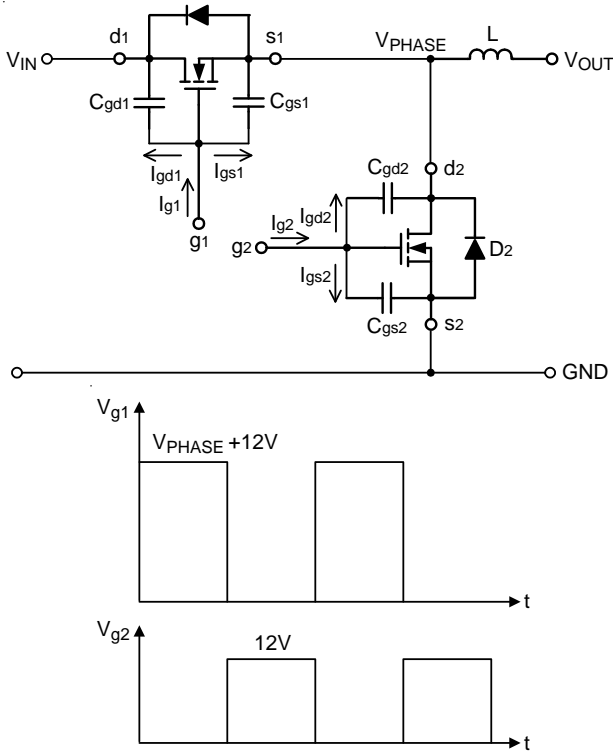 d1
s1
VPHASE
L
VIN
VOUT
Cgd1
Cgs1
Igd1
Igs1
Ig1
g1
Cgd2
d2
Igd2
Ig2
g2
D2
Igs2
Cgs2
s2
GND
Vg1
VPHASE +12V
t
Vg2
12V
t